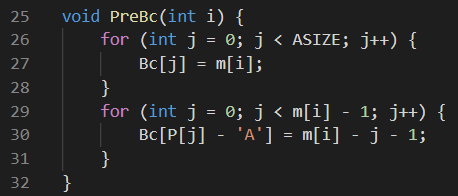 25 void PreBc(int i) {
26     for (int j = 0; j < ASIZE; j++) {
27         Bc[j] = m[i];
28     }
29     for (int j = 0; j < m[i] - 1; j++) {
30         Bc[P[j] - 'A'] = m[i] - j - 1;
31     }
32 }